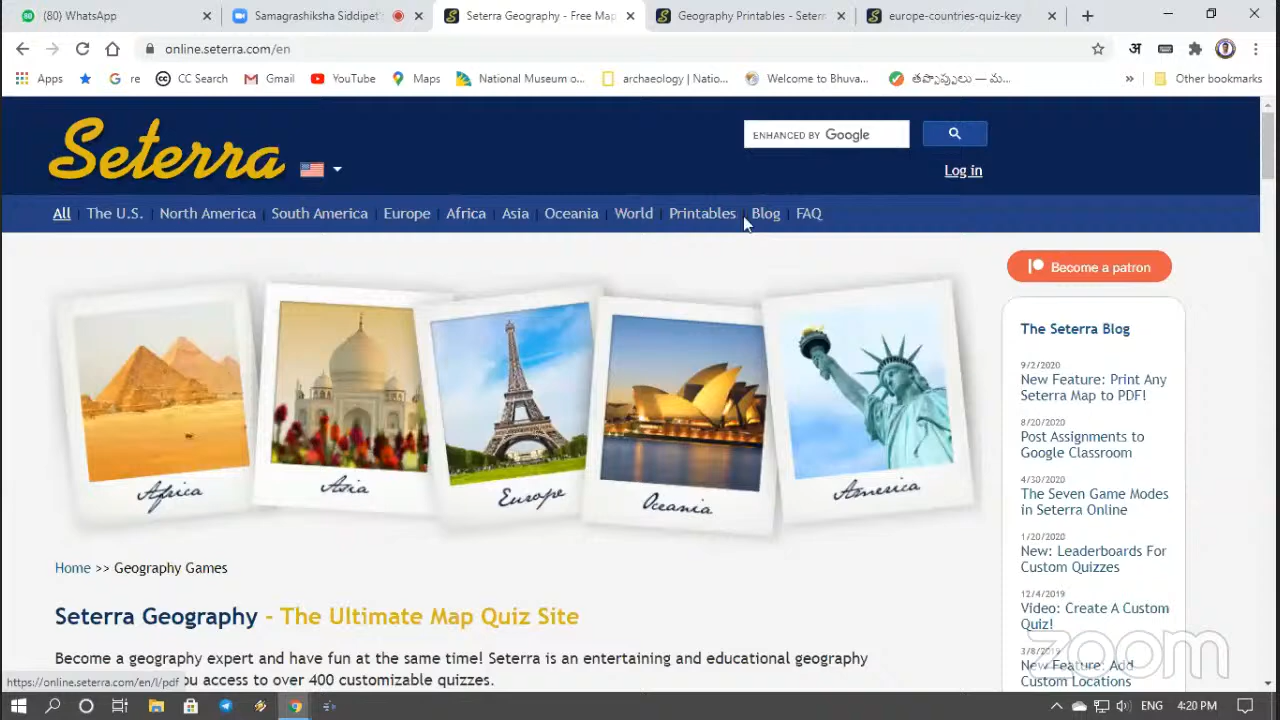 (80) WhatsApp
Samagrashiksha Siddipet's
Seterra Geography - Free Map
Geography Printables - Seterra
europe-countries-quiz-key
online.seterra.com/en
अ
Apps
G re
CC Search
Gmail
YouTube
Maps
National Museum o...
archaeology | Natio...
Welcome to Bhuva...
తప్పొప్పులు — మ...
»
Other bookmarks
Seterra
ENHANCED BY Google
Log in
All | The U.S. | North America | South America | Europe | Africa | Asia | Oceania | World | Printables | Blog | FAQ
Become a patron
Africa
Asia
Europe
Oceania
America
The Seterra Blog
9/2/2020
New Feature: Print Any
Seterra Map to PDF!
8/20/2020
Post Assignments to
Google Classroom
4/30/2020
The Seven Game Modes
in Seterra Online
1/20/2020
New: Leaderboards For
Custom Quizzes
12/4/2019
Video: Create A Custom
Quiz!
New Feature: Add
Custom Locations
Home >> Geography Games
Seterra Geography - The Ultimate Map Quiz Site
Become a geography expert and have fun at the same time! Seterra is an entertaining and educational geography
you access to over 400 customizable quizzes.
https://online.seterra.com/en/l/pdf
zoom
ENG
4:20 PM